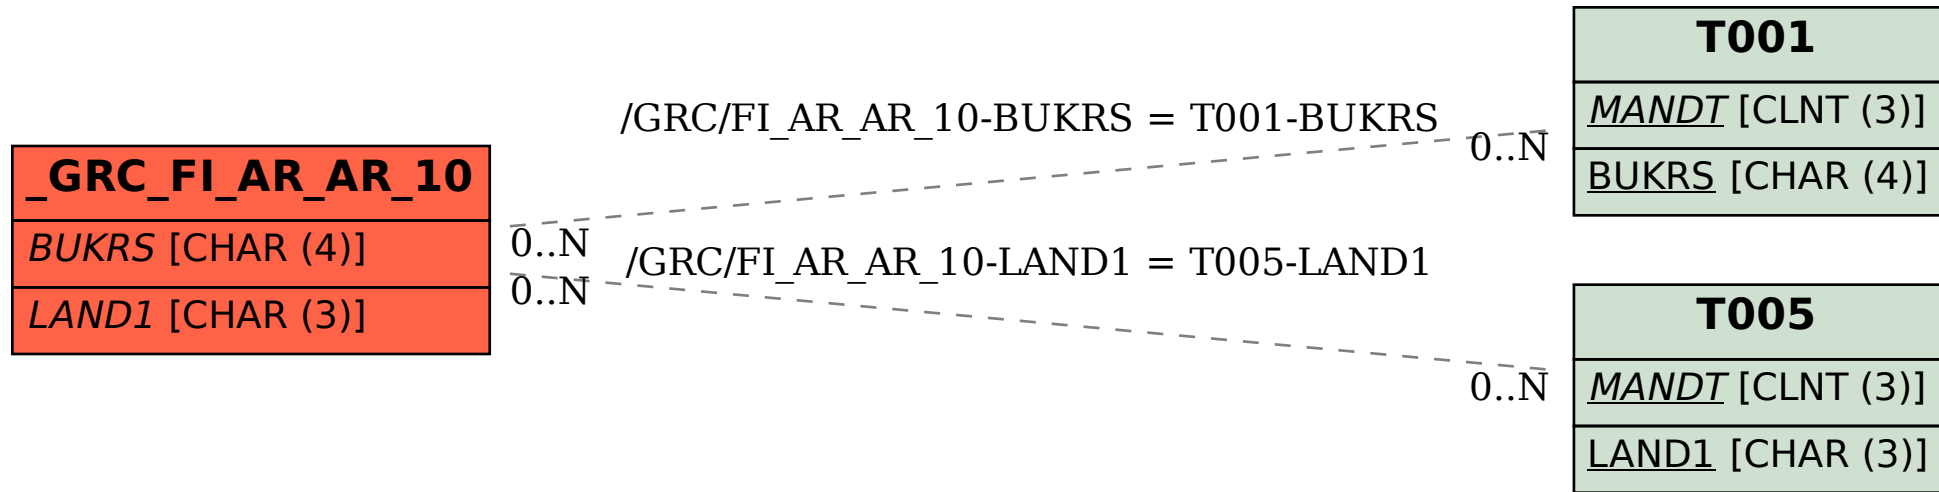 _GRC_FI_AR_AR_10
BUKRS [CHAR (4)]
LAND1 [CHAR (3)]
/GRC/FI_AR_AR_10-BUKRS = T001-BUKRS
0..N
0..N
/GRC/FI_AR_AR_10-LAND1 = T005-LAND1
0..N
0..N
T001
MANDT [CLNT (3)]
BUKRS [CHAR (4)]
T005
MANDT [CLNT (3)]
LAND1 [CHAR (3)]